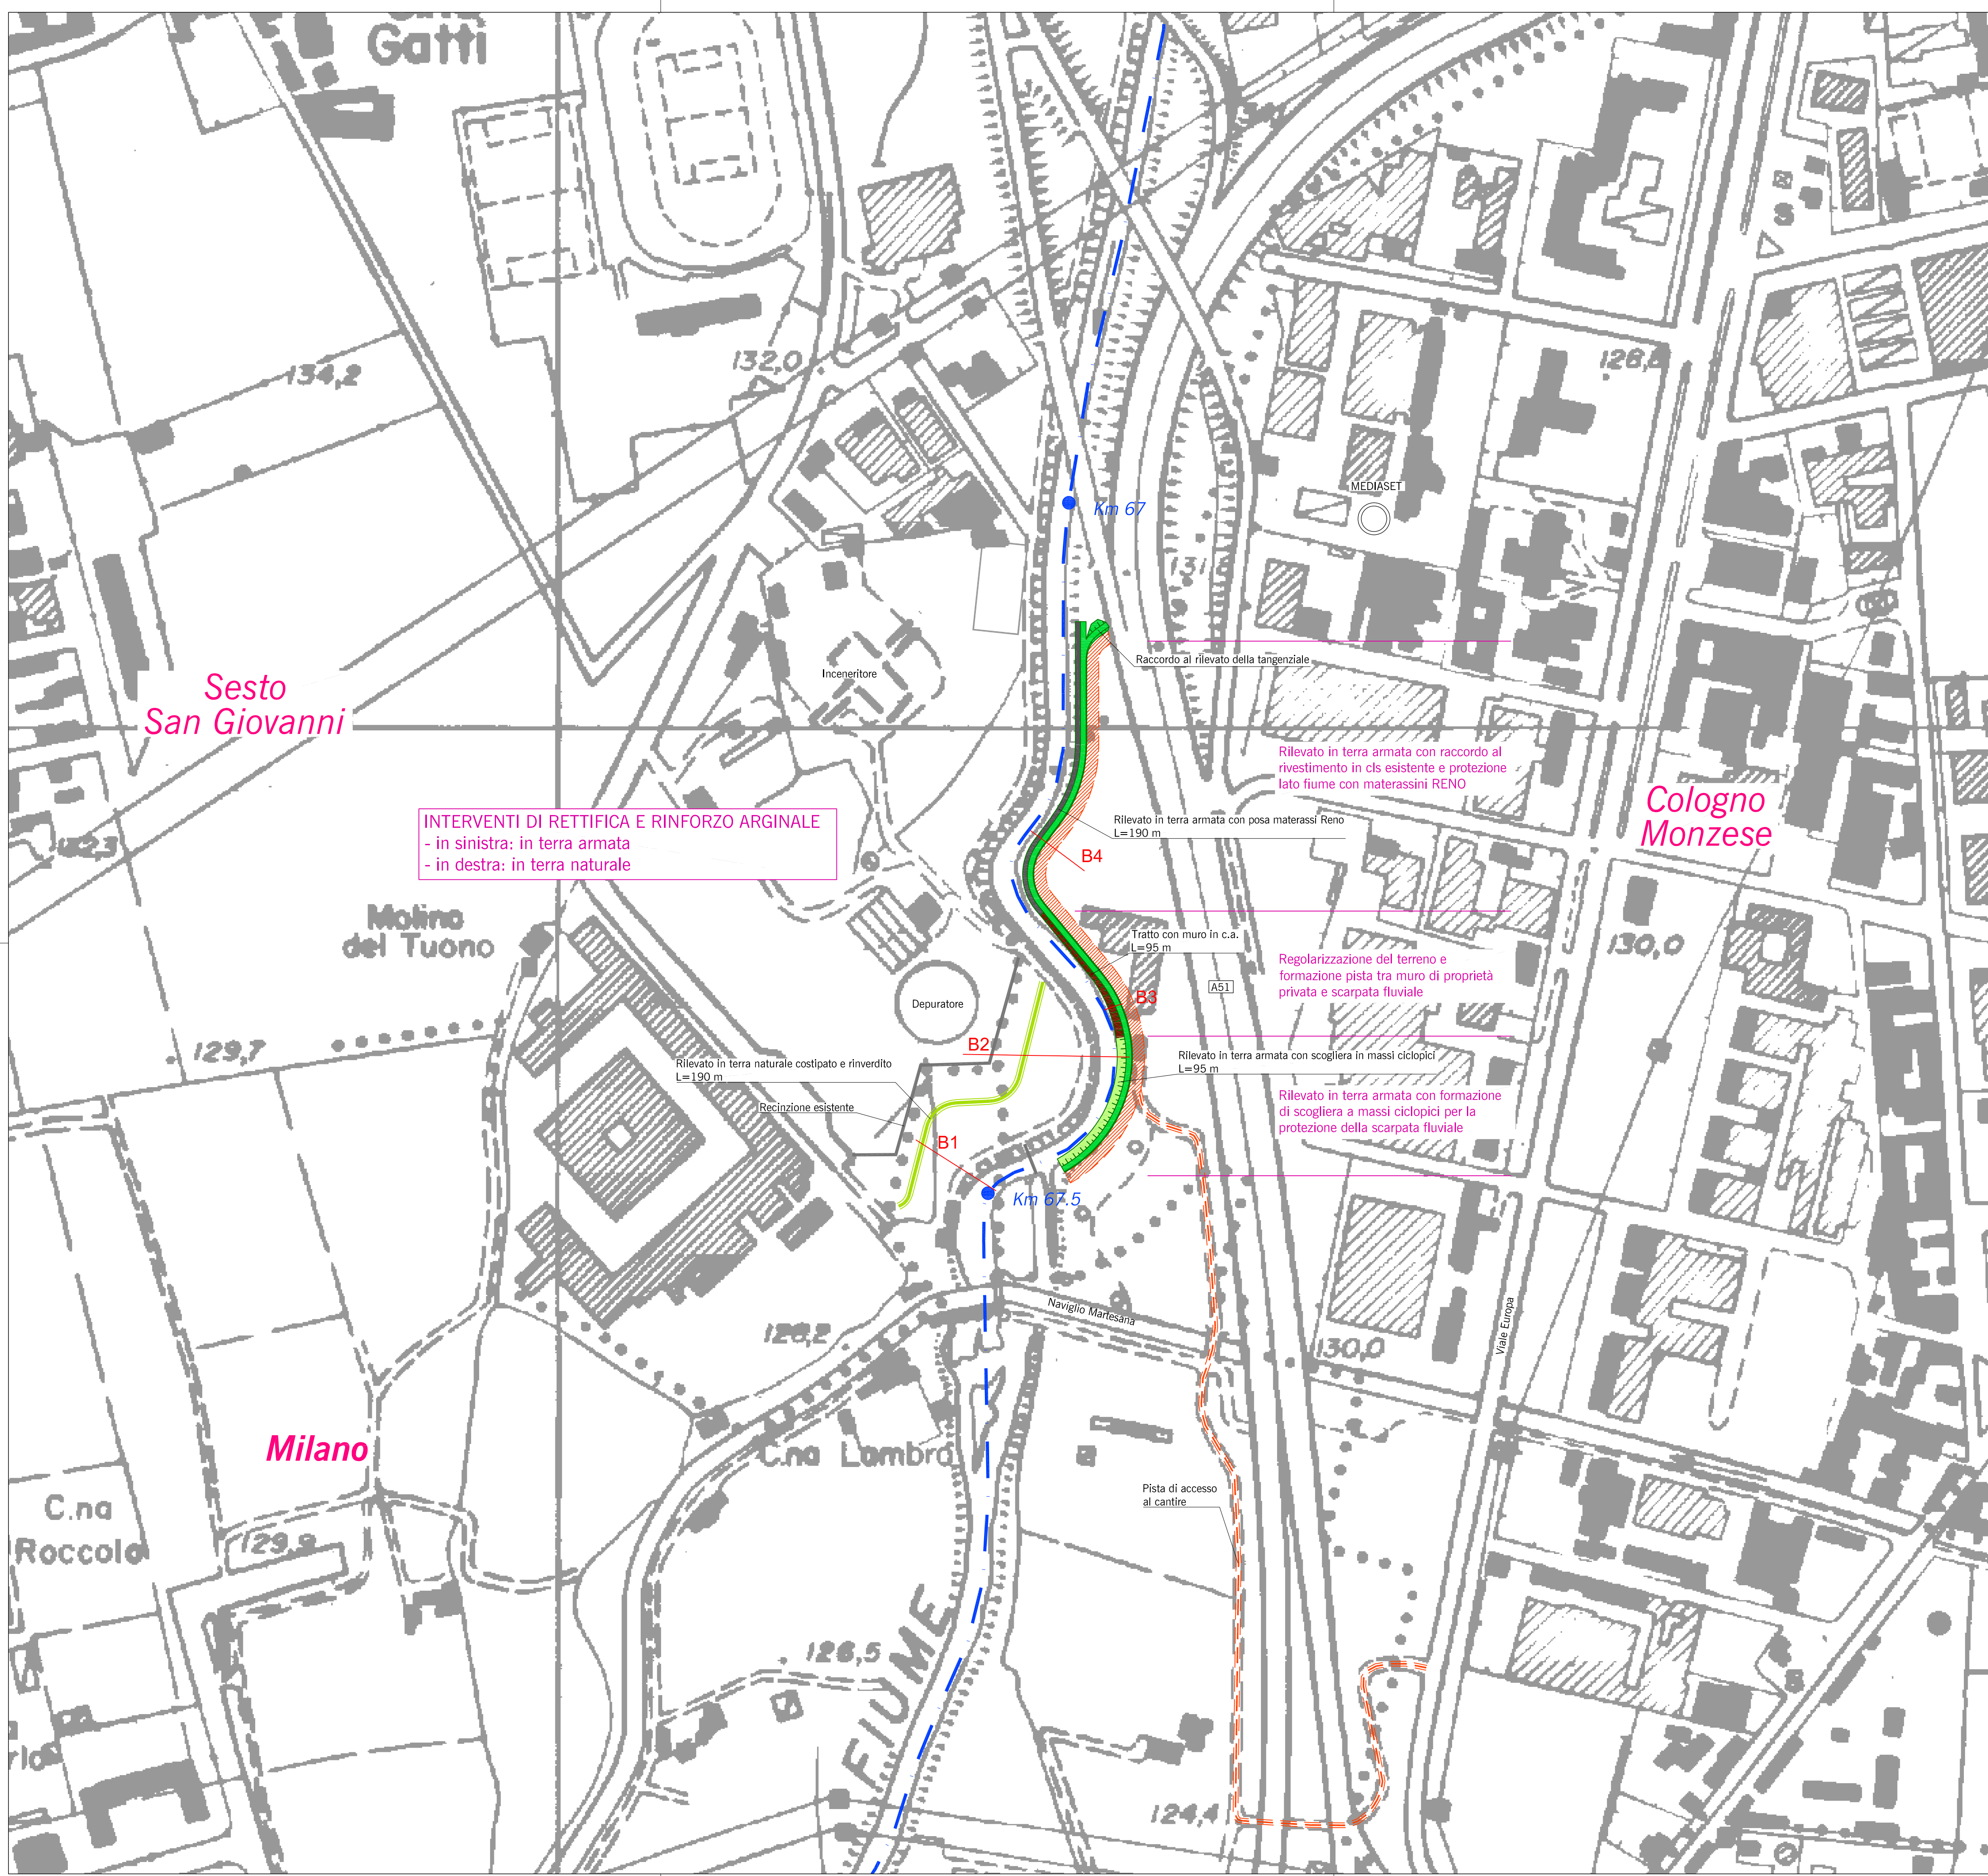 Gatti
134,2
132,0
128,8
MEDIASET
Km 67
131,8
Raccordo al rilevato della tangenziale
Inceneritore
Sesto
San Giovanni
Rilevato in terra armata con raccordo al
rivestimento in cls esistente e protezione
lato fiume con materassini RENO
Cologno
Monzese
INTERVENTI DI RETTIFICA E RINFORZO ARGINALE
- in sinistra: in terra armata
- in destra: in terra naturale
Rilevato in terra armata con posa materassi Reno
L=190 m
B4
132,3
Molino
del Tuono
Tratto con muro in c.a.
L=95 m
130,0
Regolarizzazione del terreno e
formazione pista tra muro di proprietà
privata e scarpata fluviale
A51
Depuratore
B3
B2
129,7
Rilevato in terra naturale costipato e rinverdito
L=190 m
Rilevato in terra armata con scogliera in massi ciclopici
L=95 m
Recinzione esistente
Rilevato in terra armata con formazione
di scogliera a massi ciclopici per la
protezione della scarpata fluviale
B1
Km 67.5
Naviglio Martesana
Viale Europa
128,2
130,0
Milano
C.na Lambro
Pista di accesso
al cantire
C.na
Roccolo
129,9
FIUME
126,5
124,4